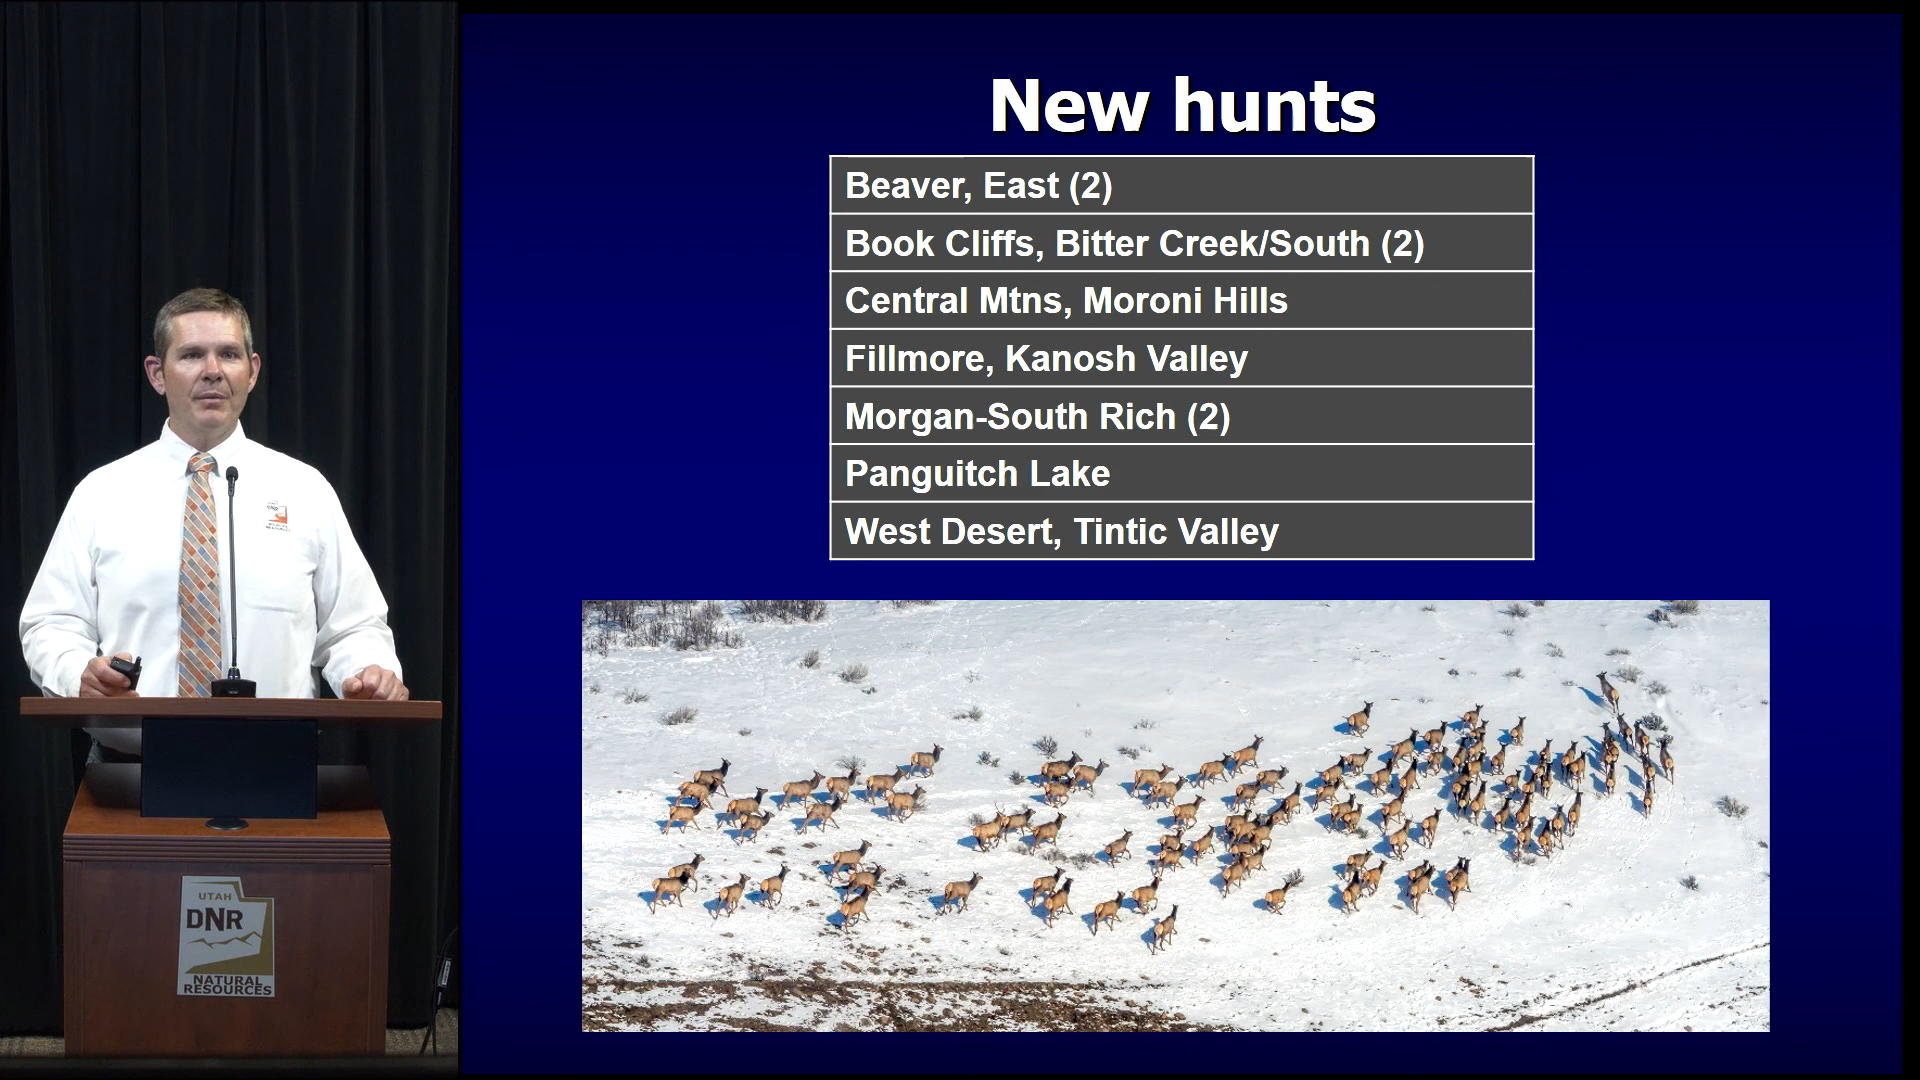 New hunts
Beaver, East (2)
Book Cliffs, Bitter Creek/South (2)
Central Mtns, Moroni Hills
Fillmore, Kanosh Valley
Morgan-South Rich (2)
Panguitch Lake
West Desert, Tintic Valley
DNR
UTAH
DNR
NATURAL
RESOURCES